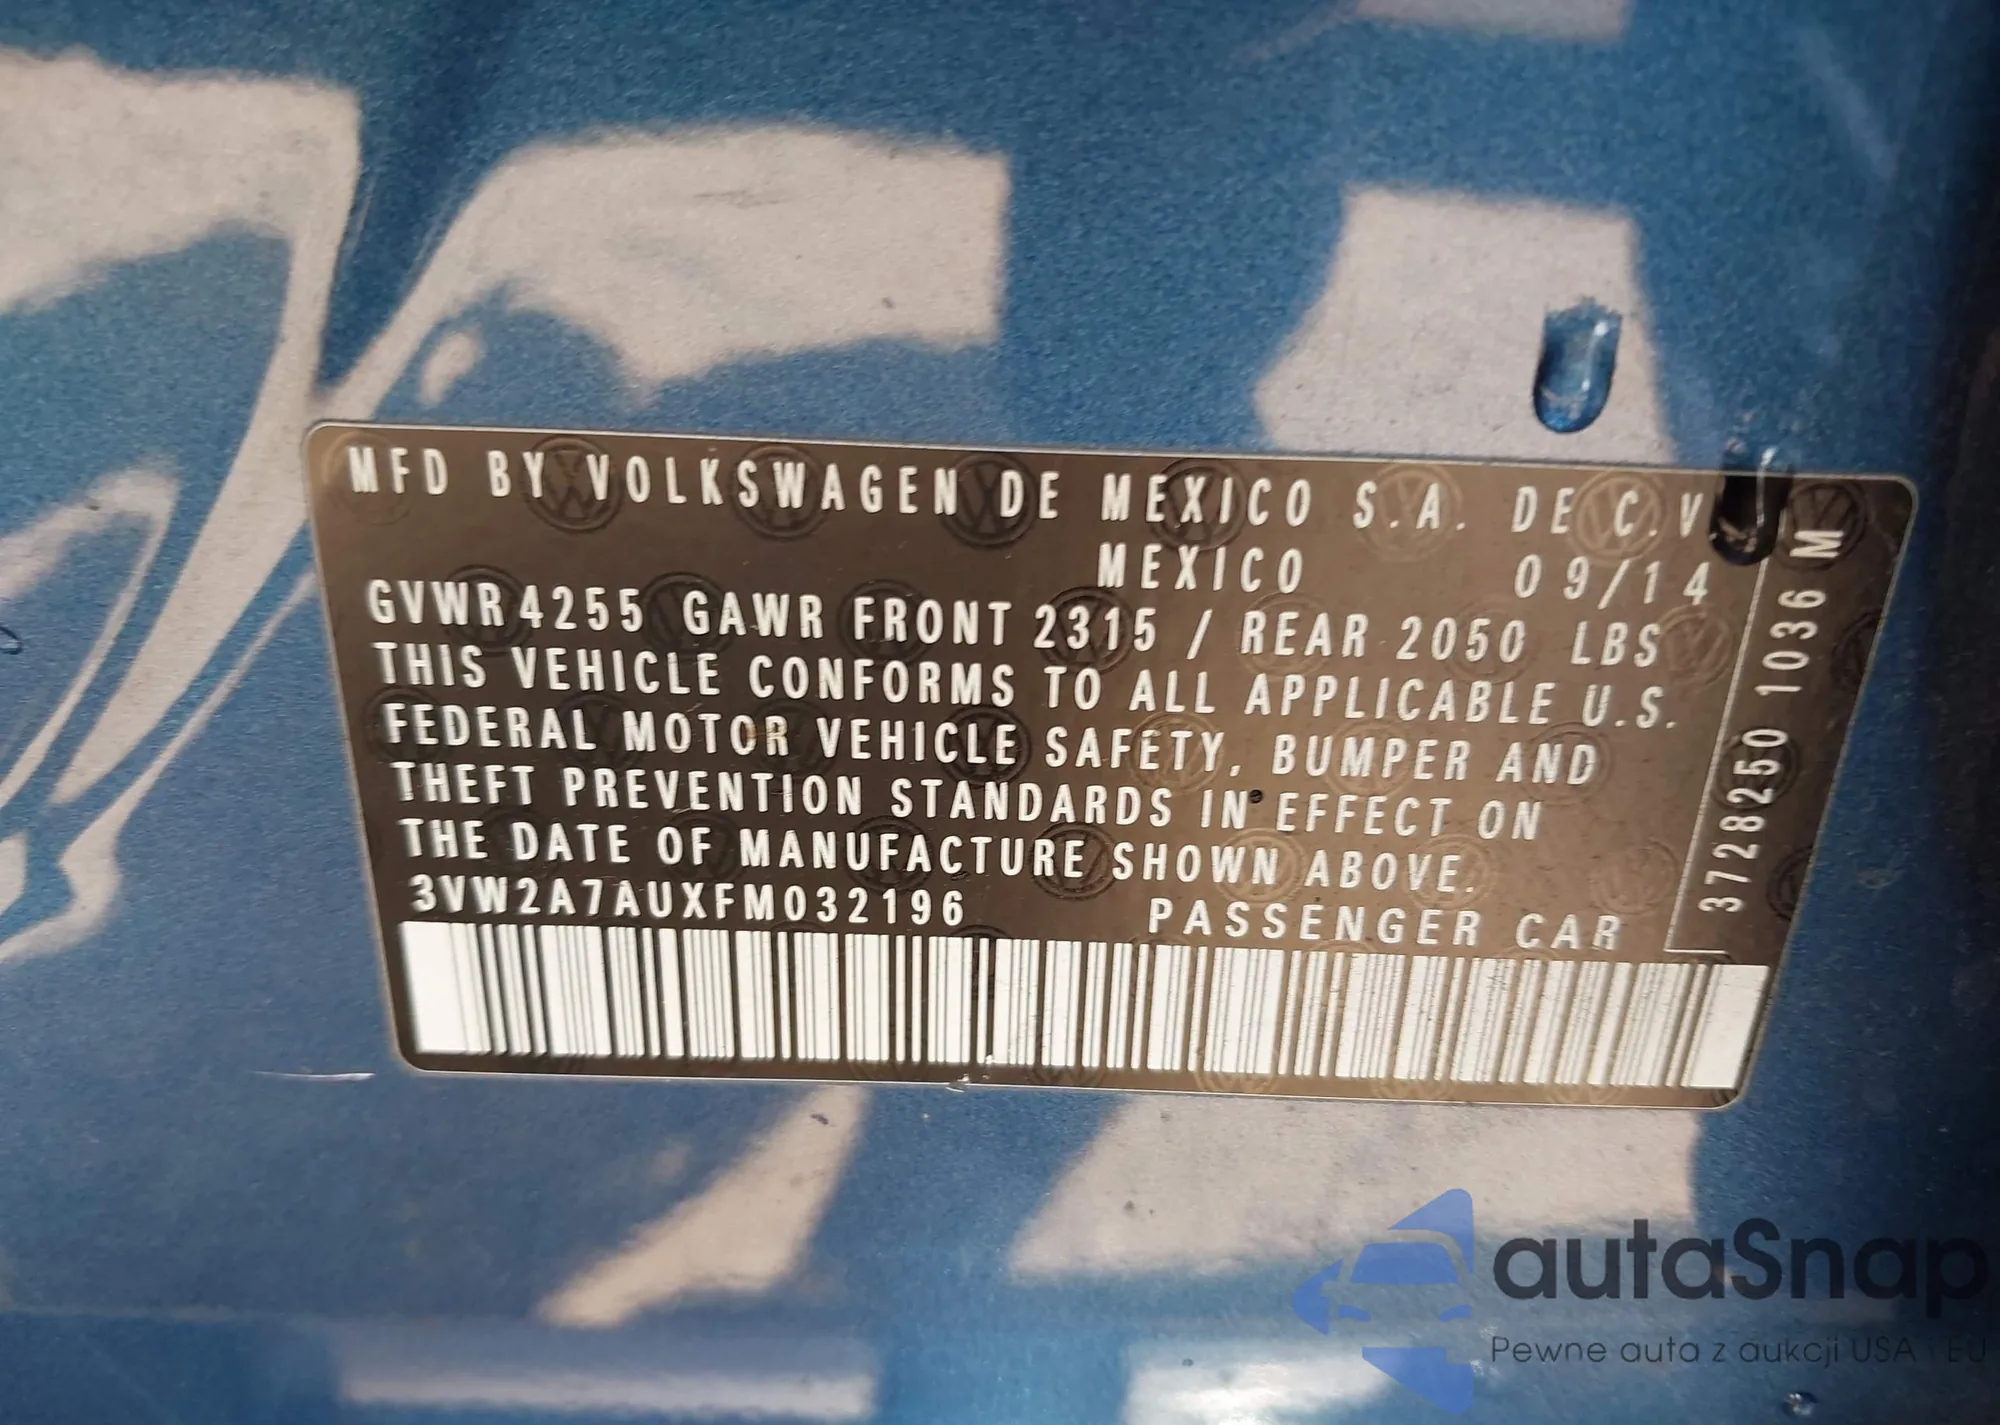 MFD BY VOLKSWAGEN DE MEXICO S.A. DE C.V
MEXICO 09/14
GVWR 4255 GAWR FRONT 2315 / REAR 2050 LBS
THIS VEHICLE CONFORMS TO ALL APPLICABLE U.S.
FEDERAL MOTOR VEHICLE SAFETY, BUMPER AND
THEFT PREVENTION STANDARDS IN EFFECT ON
THE DATE OF MANUFACTURE SHOWN ABOVE.
3VW2A7AUXFM032196 PASSENGER CAR
3728250 1036 M
autaSnap
Pewne auta z aukcji USA i EU